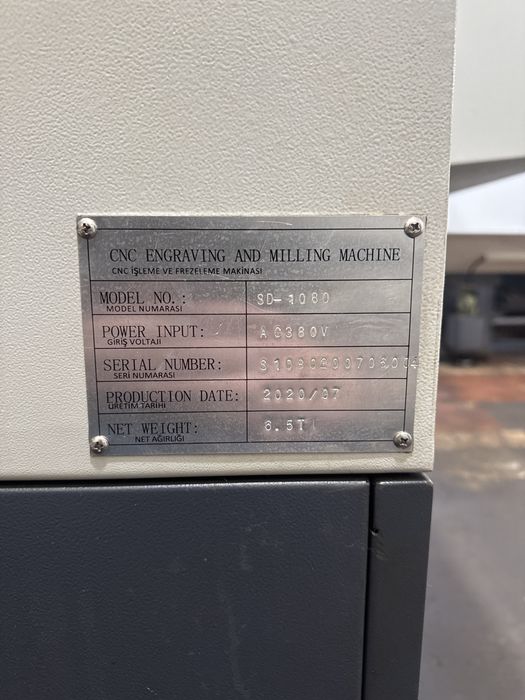 CNC ENGRAVING AND MILLING MACHINE
CNC İŞLEME VE FREZELEME MAKİNASI
MODEL NO.:
MODEL NUMARASI
SD-1080
POWER INPUT:
GİRİŞ VOLTAJI
AC380V
SERIAL NUMBER:
SERİ NUMARASI
PRODUCTION DATE: 2020/07
ÜRETİM TARİHİ
NET WEIGHT:
NET AĞIRLIĞI
6.5T